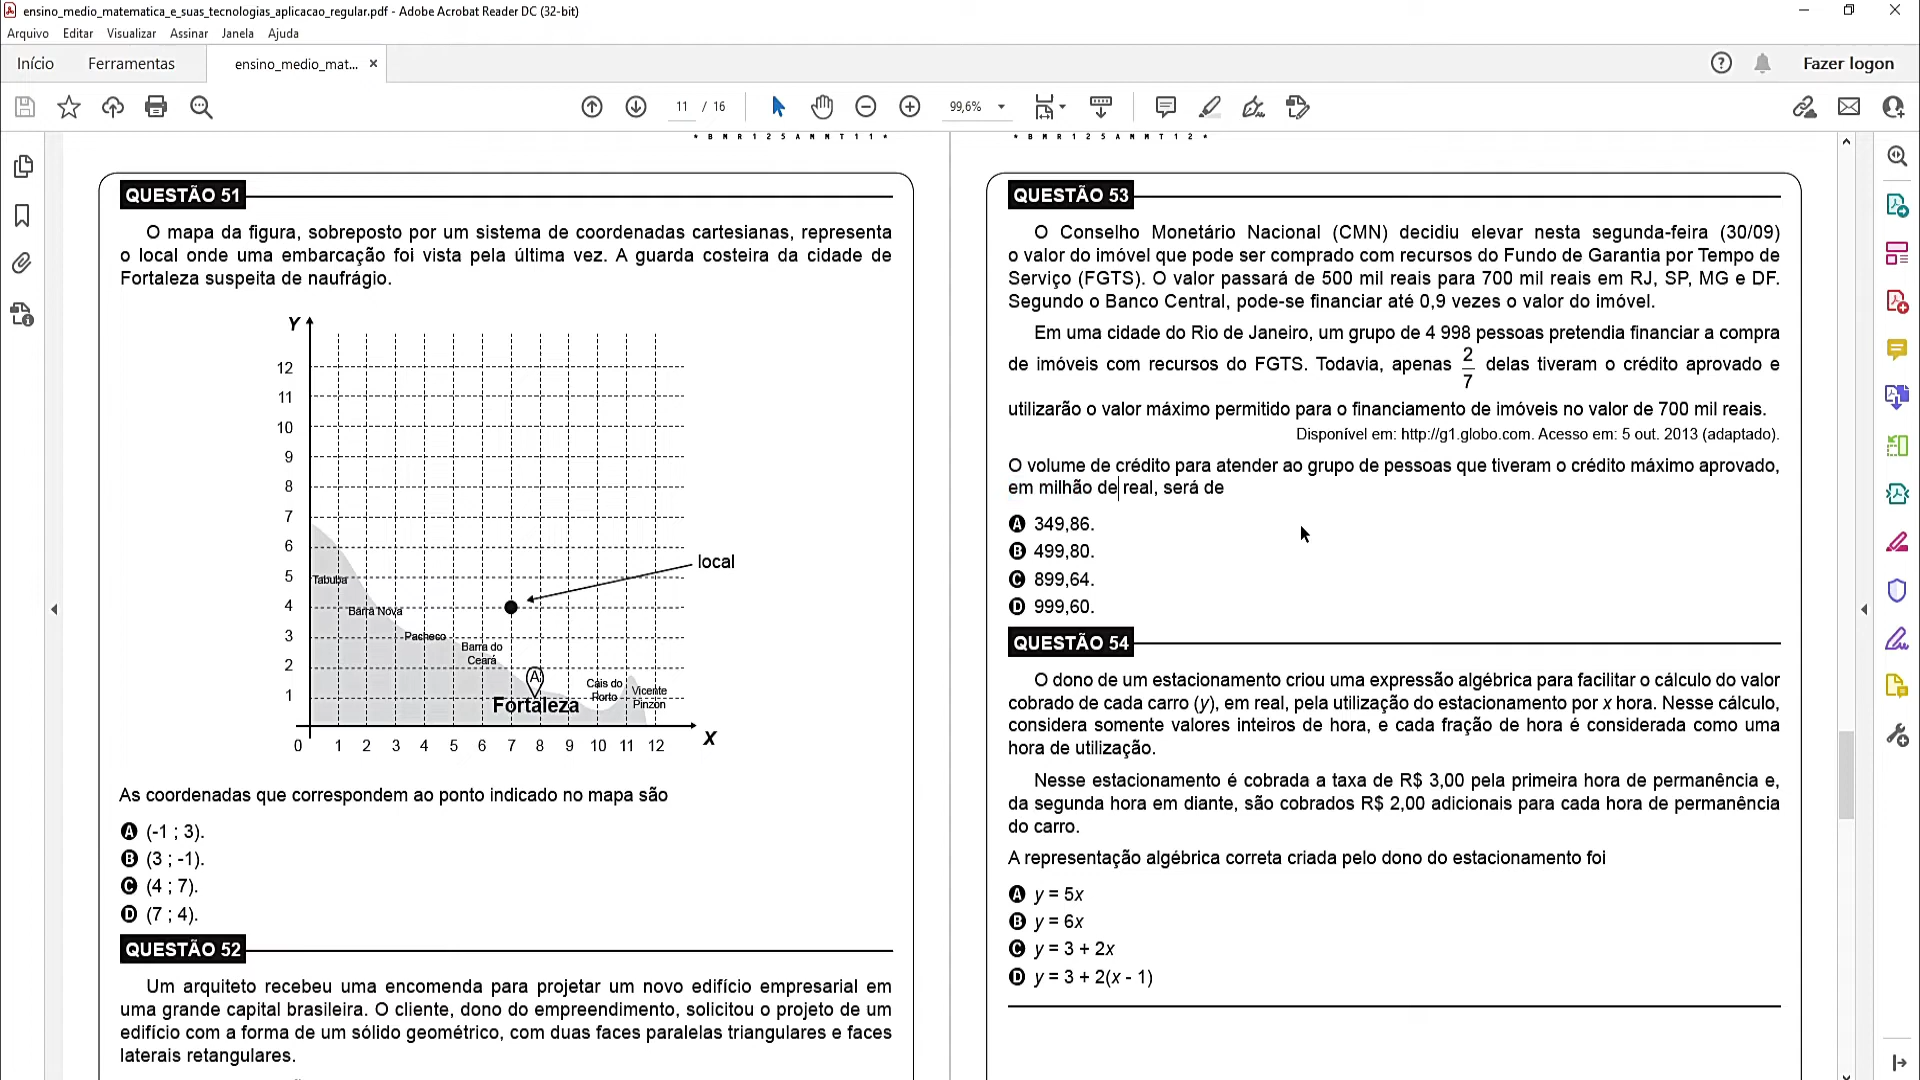 ensino_medio_matematica_e_suas_tecnologias_aplicacao_regular.pdf - Adobe Acrobat Reader DC (32-bit)
Arquivo Editar Visualizar Assinar Janela Ajuda
Início Ferramentas ensino_medio_mat... × Fazer logon
11 / 16 99,6%
* B M R 1 2 5 A M M T 1 1 *
QUESTÃO 51
O mapa da figura, sobreposto por um sistema de coordenadas cartesianas, representa
o local onde uma embarcação foi vista pela última vez. A guarda costeira da cidade de
Fortaleza suspeita de naufrágio.
Y
12
11
10
9
8
7
6
5
4
3
2
1
local
Tabuba
Barra Nova
Pacheco
Barra do
Ceará
A
Cais do
Porto
Vicente
Pinzon
Fortaleza
0 1 2 3 4 5 6 7 8 9 10 11 12
X
As coordenadas que correspondem ao ponto indicado no mapa são
A (-1 ; 3).
B (3 ; -1).
C (4 ; 7).
D (7 ; 4).
QUESTÃO 52
Um arquiteto recebeu uma encomenda para projetar um novo edifício empresarial em
uma grande capital brasileira. O cliente, dono do empreendimento, solicitou o projeto de um
edifício com a forma de um sólido geométrico, com duas faces paralelas triangulares e faces
laterais retangulares.
* B M R 1 2 5 A M M T 1 2 *
QUESTÃO 53
O Conselho Monetário Nacional (CMN) decidiu elevar nesta segunda-feira (30/09)
o valor do imóvel que pode ser comprado com recursos do Fundo de Garantia por Tempo de
Serviço (FGTS). O valor passará de 500 mil reais para 700 mil reais em RJ, SP, MG e DF.
Segundo o Banco Central, pode-se financiar até 0,9 vezes o valor do imóvel.
Em uma cidade do Rio de Janeiro, um grupo de 4 998 pessoas pretendia financiar a compra
de imóveis com recursos do FGTS. Todavia, apenas 2/7 delas tiveram o crédito aprovado e
utilizarão o valor máximo permitido para o financiamento de imóveis no valor de 700 mil reais.
Disponível em: http://g1.globo.com. Acesso em: 5 out. 2013 (adaptado).
O volume de crédito para atender ao grupo de pessoas que tiveram o crédito máximo aprovado,
em milhão de real, será de
A 349,86.
B 499,80.
C 899,64.
D 999,60.
QUESTÃO 54
O dono de um estacionamento criou uma expressão algébrica para facilitar o cálculo do valor
cobrado de cada carro (y), em real, pela utilização do estacionamento por x hora. Nesse cálculo,
considera somente valores inteiros de hora, e cada fração de hora é considerada como uma
hora de utilização.
Nesse estacionamento é cobrada a taxa de R$ 3,00 pela primeira hora de permanência e,
da segunda hora em diante, são cobrados R$ 2,00 adicionais para cada hora de permanência
do carro.
A representação algébrica correta criada pelo dono do estacionamento foi
A y = 5x
B y = 6x
C y = 3 + 2x
D y = 3 + 2(x - 1)